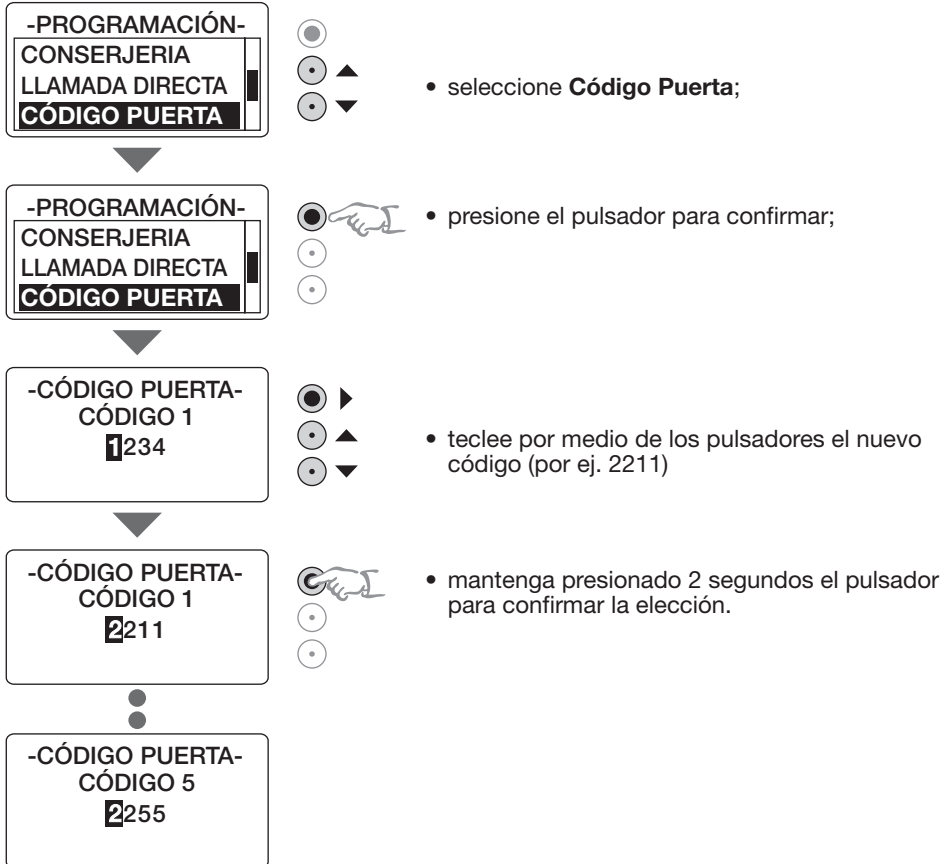 -PROGRAMACIÓN-
CONSERJERIA
LLAMADA DIRECTA
CÓDIGO PUERTA
• seleccione Código Puerta;
-PROGRAMACIÓN-
CONSERJERIA
LLAMADA DIRECTA
CÓDIGO PUERTA
• presione el pulsador para confirmar;
-CÓDIGO PUERTA-
CÓDIGO 1
1234
• teclee por medio de los pulsadores el nuevo
código (por ej. 2211)
-CÓDIGO PUERTA-
CÓDIGO 1
2211
• mantenga presionado 2 segundos el pulsador
para confirmar la elección.
-CÓDIGO PUERTA-
CÓDIGO 5
2255